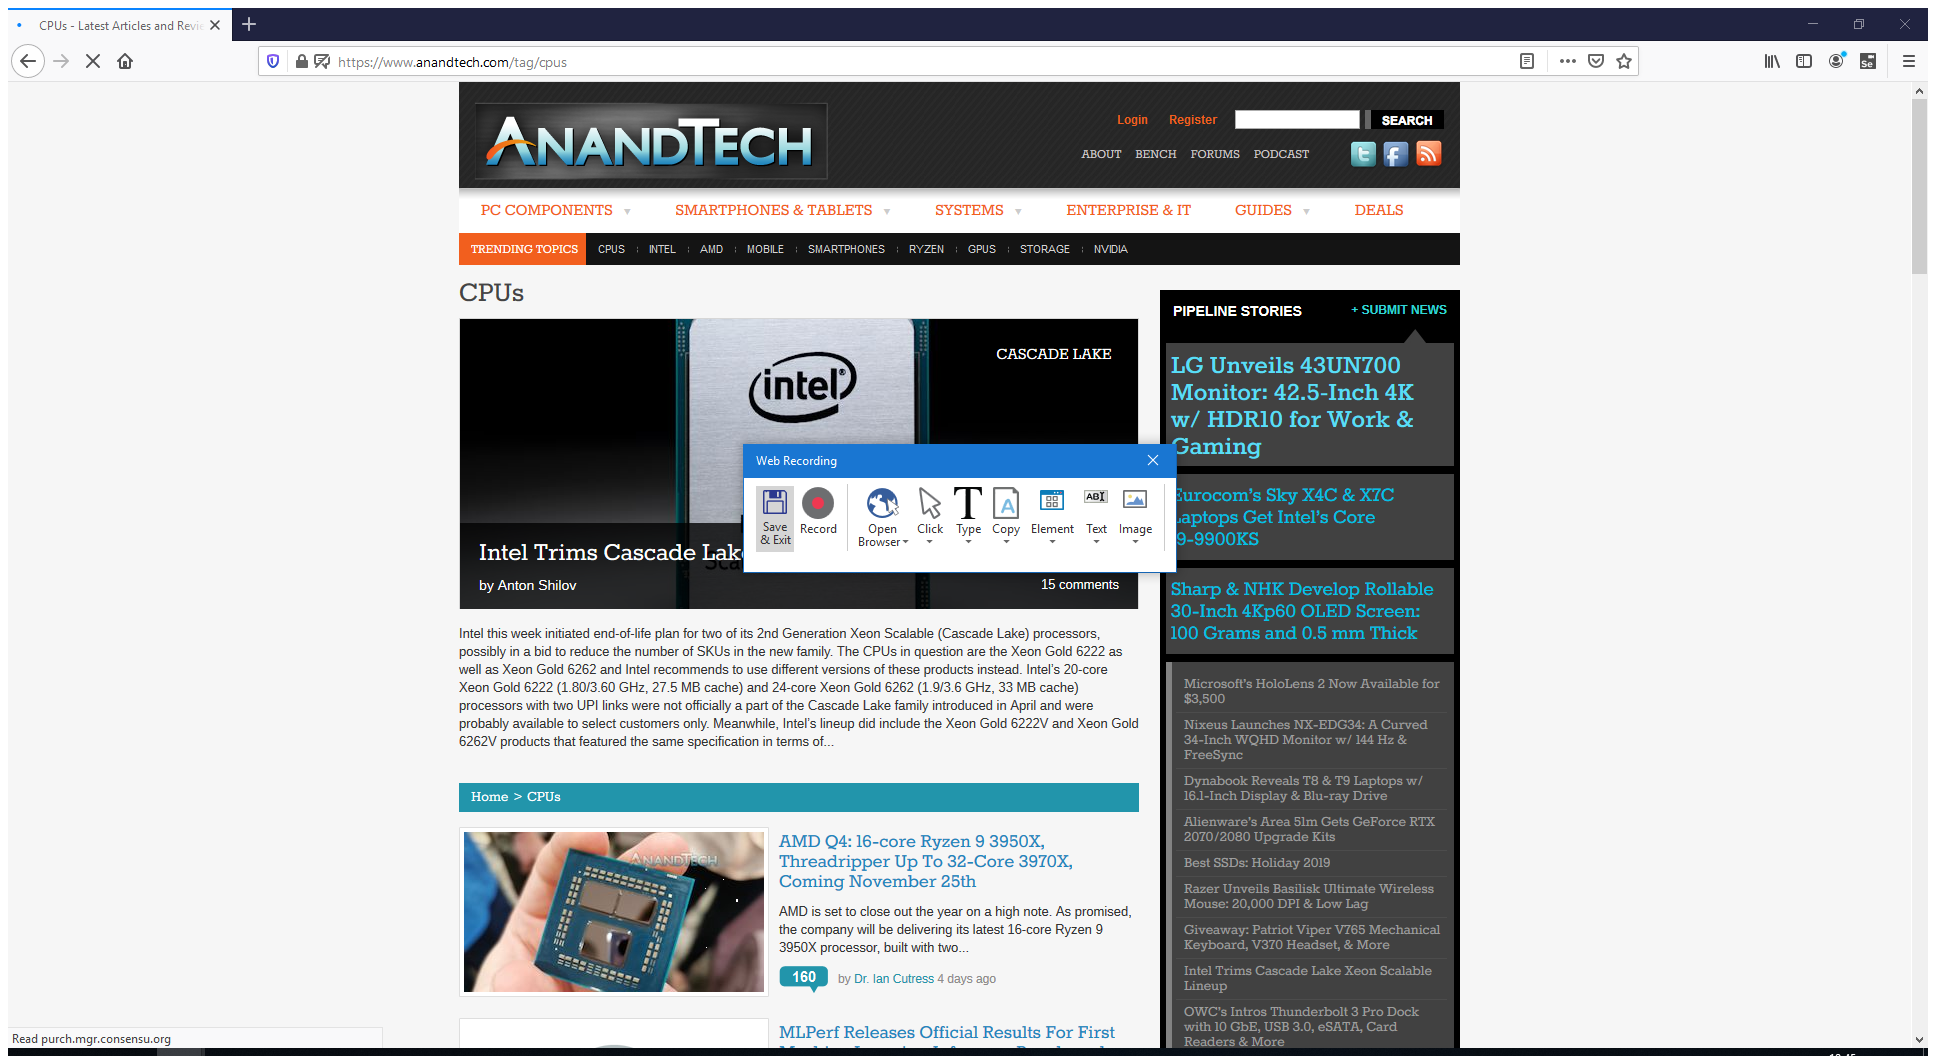 CPUs - Latest Articles and Revie
https://www.anandtech.com/tag/cpus
Se
ANANDTECH
Login Register SEARCH
ABOUT BENCH FORUMS PODCAST
PC COMPONENTS SMARTPHONES & TABLETS SYSTEMS ENTERPRISE & IT GUIDES DEALS
TRENDING TOPICS CPUS INTEL AMD MOBILE SMARTPHONES RYZEN GPUS STORAGE NVIDIA
CPUs
intel
CASCADE LAKE
Intel Trims Cascade Lake
by Anton Shilov
15 comments
Web Recording
Save & Exit
Record
Open Browser
Click
Type
Copy
Element
ABI
Text
Image
Intel this week initiated end-of-life plan for two of its 2nd Generation Xeon Scalable (Cascade Lake) processors,
possibly in a bid to reduce the number of SKUs in the new family. The CPUs in question are the Xeon Gold 6222 as
well as Xeon Gold 6262 and Intel recommends to use different versions of these products instead. Intel's 20-core
Xeon Gold 6222 (1.80/3.60 GHz, 27.5 MB cache) and 24-core Xeon Gold 6262 (1.9/3.6 GHz, 33 MB cache)
processors with two UPI links were not officially a part of the Cascade Lake family introduced in April and were
probably available to select customers only. Meanwhile, Intel's lineup did include the Xeon Gold 6222V and Xeon Gold
6262V products that featured the same specification in terms of...
Home > CPUs
ANANDTECH
AMD Q4: 16-core Ryzen 9 3950X,
Threadripper Up To 32-Core 3970X,
Coming November 25th
AMD is set to close out the year on a high note. As promised,
the company will be delivering its latest 16-core Ryzen 9
3950X processor, built with two...
160 by Dr. Ian Cutress 4 days ago
MLPerf Releases Official Results For First
PIPELINE STORIES + SUBMIT NEWS
LG Unveils 43UN700
Monitor: 42.5-Inch 4K
w/ HDR10 for Work &
Gaming
Eurocom's Sky X4C & X7C
Laptops Get Intel's Core
i9-9900KS
Sharp & NHK Develop Rollable
30-Inch 4Kp60 OLED Screen:
100 Grams and 0.5 mm Thick
Microsoft's HoloLens 2 Now Available for
$3,500
Nixeus Launches NX-EDG34: A Curved
34-Inch WQHD Monitor w/ 144 Hz &
FreeSync
Dynabook Reveals T8 & T9 Laptops w/
16.1-Inch Display & Blu-ray Drive
Alienware's Area 51m Gets GeForce RTX
2070/2080 Upgrade Kits
Best SSDs: Holiday 2019
Razer Unveils Basilisk Ultimate Wireless
Mouse: 20,000 DPI & Low Lag
Giveaway: Patriot Viper V765 Mechanical
Keyboard, V370 Headset, & More
Intel Trims Cascade Lake Xeon Scalable
Lineup
OWC's Intros Thunderbolt 3 Pro Dock
with 10 GbE, USB 3.0, eSATA, Card
Readers & More
Read purch.mgr.consensu.org